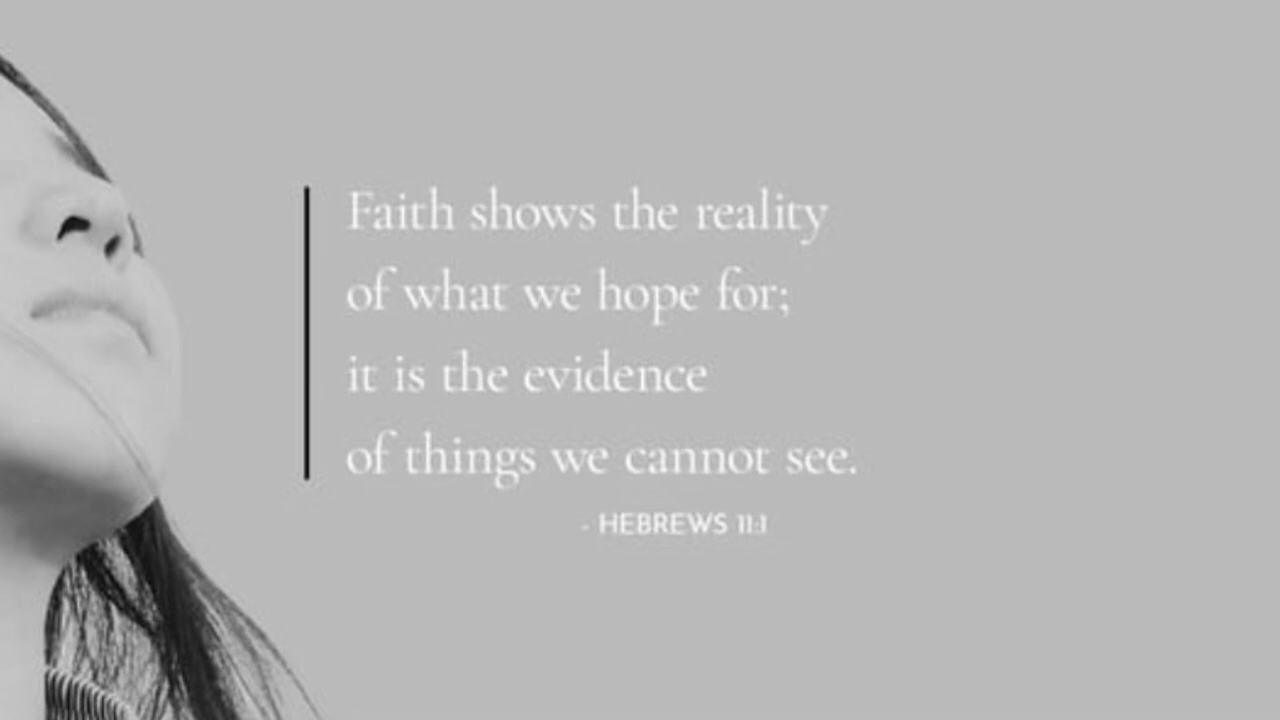 Faith shows the reality
of what we hope for;
it is the evidence
of things we cannot see.
- HEBREWS 11:1